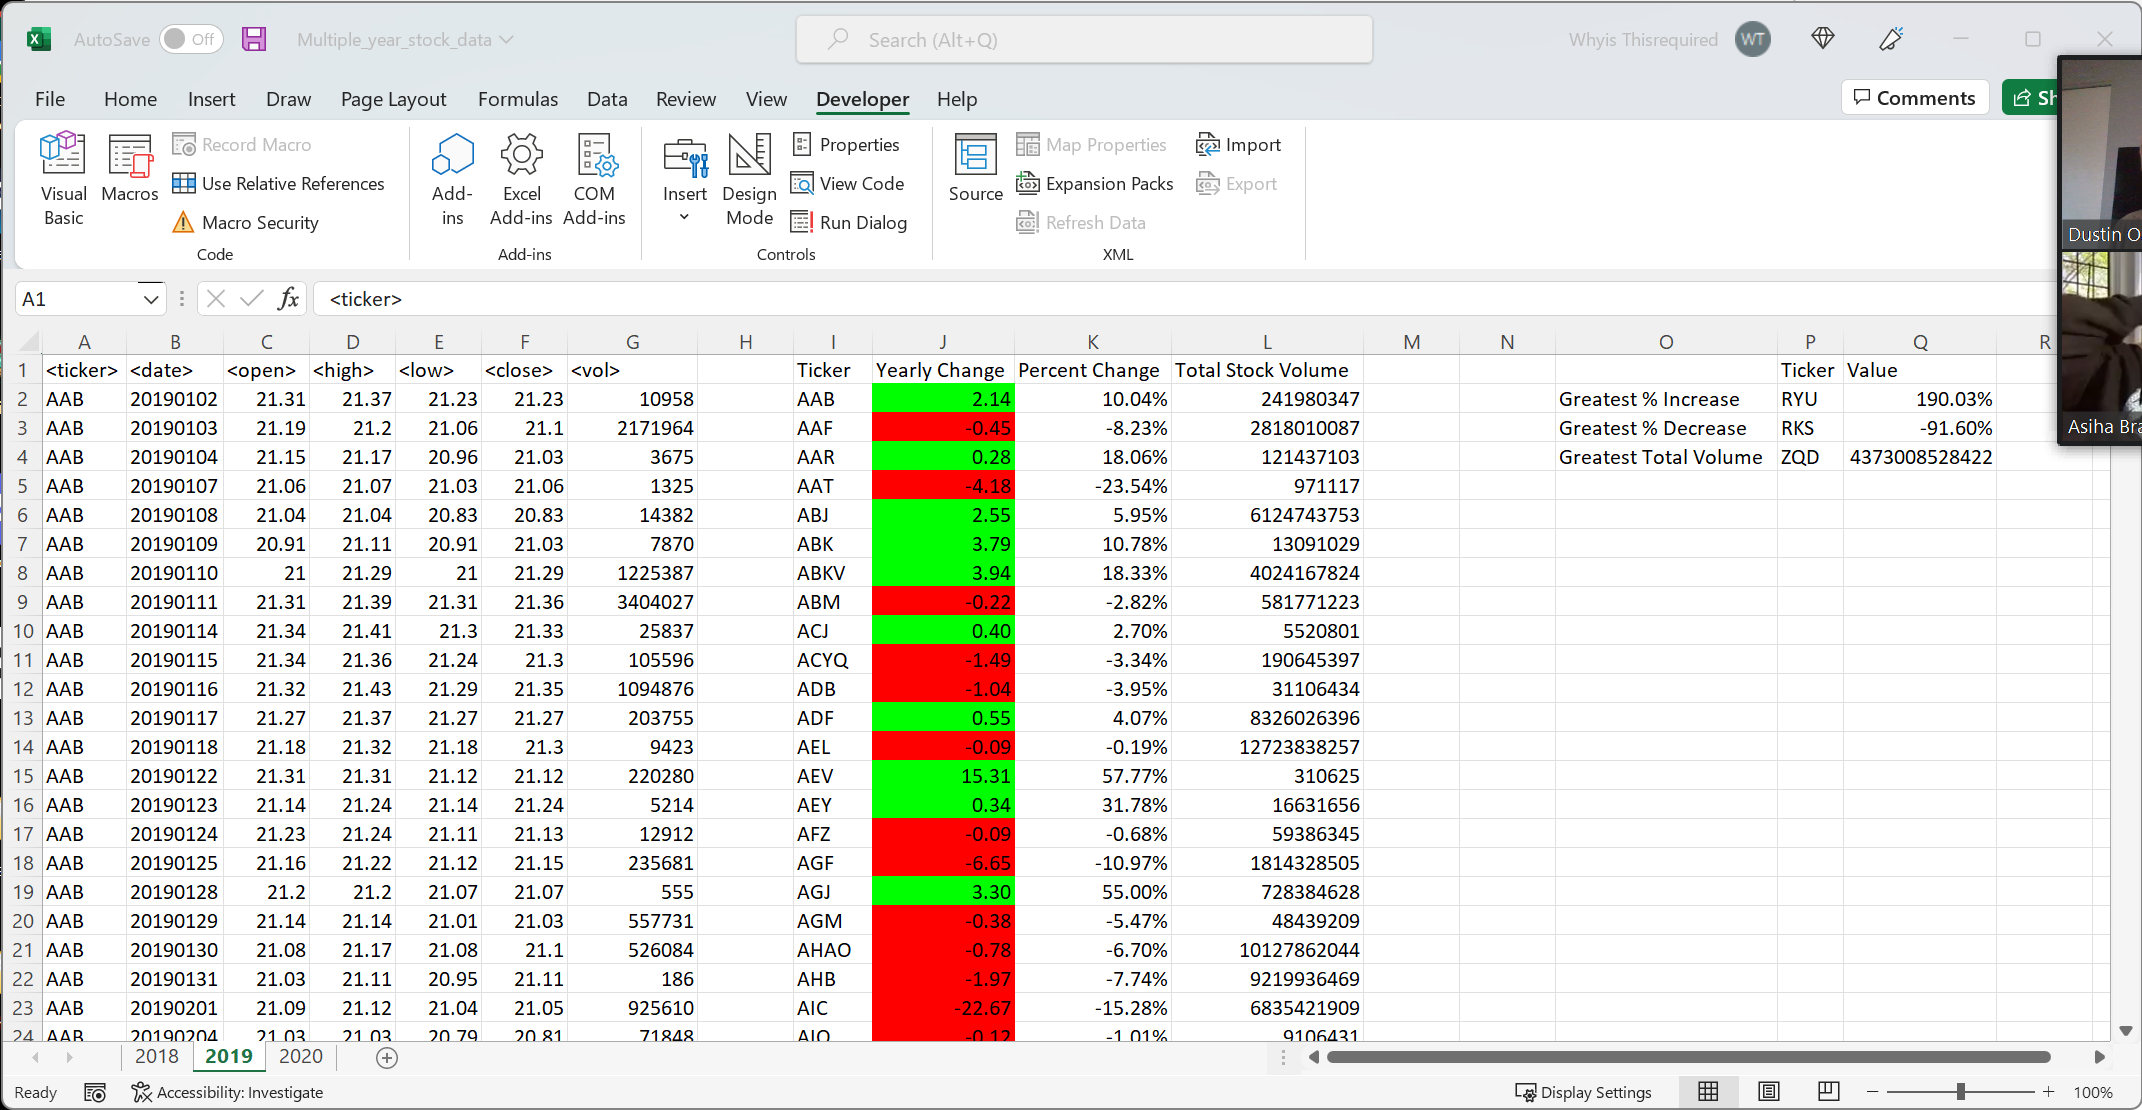 AutoSave Off Multiple_year_stock_data Search (Alt+Q) Whyis Thisrequired WT
File Home Insert Draw Page Layout Formulas Data Review View Developer Help Comments Sh
Visual Basic
Macros
Record Macro
Use Relative References
Macro Security
Code
Add-ins
Excel Add-ins
COM Add-ins
Add-ins
Insert
Design Mode
Properties
View Code
Run Dialog
Controls
Source
Map Properties
Expansion Packs
Refresh Data
Import
Export
XML
Dustin O
Asiha Bra
A1 fx <ticker>
A B C D E F G H I J K L M N O P Q R
1 <ticker> <date> <open> <high> <low> <close> <vol> Ticker Yearly Change Percent Change Total Stock Volume Ticker Value
2 AAB 20190102 21.31 21.37 21.23 21.23 10958 AAB 2.14 10.04% 241980347 Greatest % Increase RYU 190.03%
3 AAB 20190103 21.19 21.2 21.06 21.1 2171964 AAF -0.45 -8.23% 2818010087 Greatest % Decrease RKS -91.60%
4 AAB 20190104 21.15 21.17 20.96 21.03 3675 AAR 0.28 18.06% 121437103 Greatest Total Volume ZQD 4373008528422
5 AAB 20190107 21.06 21.07 21.03 21.06 1325 AAT -4.18 -23.54% 971117
6 AAB 20190108 21.04 21.04 20.83 20.83 14382 ABJ 2.55 5.95% 6124743753
7 AAB 20190109 20.91 21.11 20.91 21.03 7870 ABK 3.79 10.78% 13091029
8 AAB 20190110 21 21.29 21 21.29 1225387 ABKV 3.94 18.33% 4024167824
9 AAB 20190111 21.31 21.39 21.31 21.36 3404027 ABM -0.22 -2.82% 581771223
10 AAB 20190114 21.34 21.41 21.3 21.33 25837 ACJ 0.40 2.70% 5520801
11 AAB 20190115 21.34 21.36 21.24 21.3 105596 ACYQ -1.49 -3.34% 190645397
12 AAB 20190116 21.32 21.43 21.29 21.35 1094876 ADB -1.04 -3.95% 31106434
13 AAB 20190117 21.27 21.37 21.27 21.27 203755 ADF 0.55 4.07% 8326026396
14 AAB 20190118 21.18 21.32 21.18 21.3 9423 AEL -0.09 -0.19% 12723838257
15 AAB 20190122 21.31 21.31 21.12 21.12 220280 AEV 15.31 57.77% 310625
16 AAB 20190123 21.14 21.24 21.14 21.24 5214 AEY 0.34 31.78% 16631656
17 AAB 20190124 21.23 21.24 21.11 21.13 12912 AFZ -0.09 -0.68% 59386345
18 AAB 20190125 21.16 21.22 21.12 21.15 235681 AGF -6.65 -10.97% 1814328505
19 AAB 20190128 21.2 21.2 21.07 21.07 555 AGJ 3.30 55.00% 728384628
20 AAB 20190129 21.14 21.14 21.01 21.03 557731 AGM -0.38 -5.47% 48439209
21 AAB 20190130 21.08 21.17 21.08 21.1 526084 AHAO -0.78 -6.70% 10127862044
22 AAB 20190131 21.03 21.11 20.95 21.11 186 AHB -1.97 -7.74% 9219936469
23 AAB 20190201 21.09 21.12 21.04 21.05 925610 AIC -22.67 -15.28% 6835421909
24 AAB 20190204 21.03 21.03 20.79 20.81 71848 AIO -0.12 -1.01% 9106431
2018 2019 2020
Ready Accessibility: Investigate Display Settings 100%